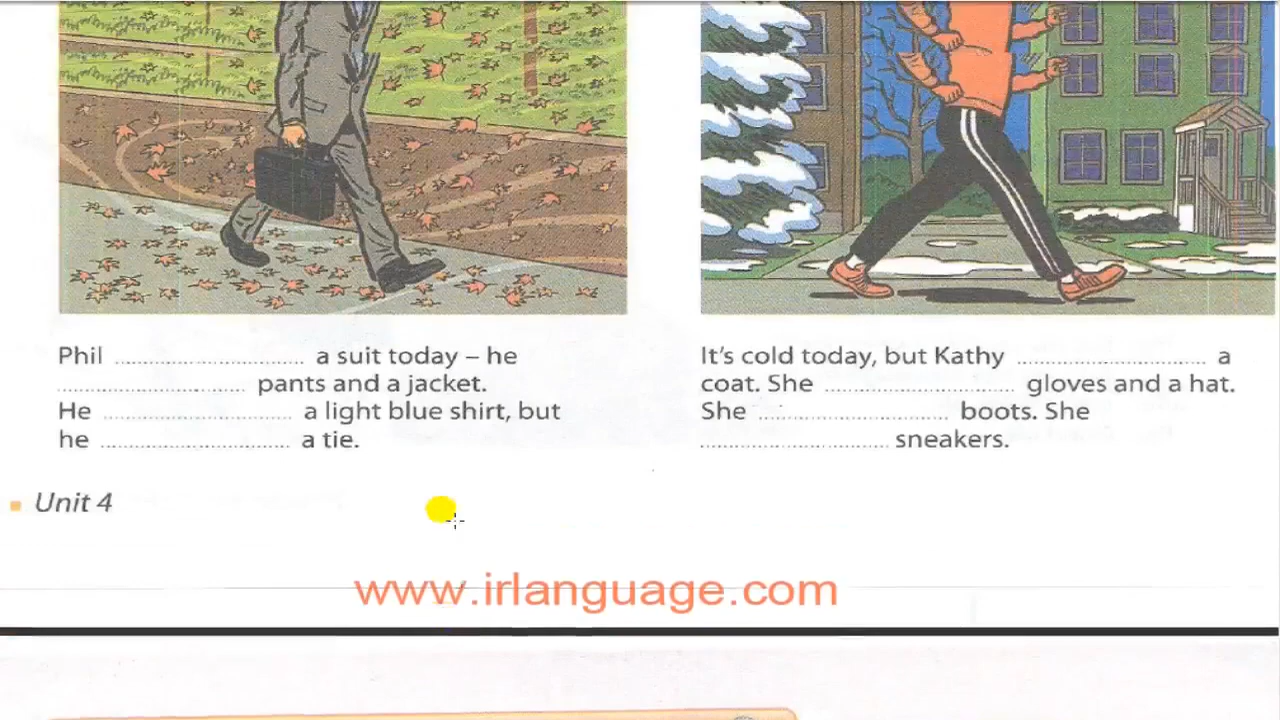 Phil ........................................ a suit today – he
........................................ pants and a jacket.
He ........................................ a light blue shirt, but
he ........................................ a tie.
It's cold today, but Kathy ........................................ a
coat. She ........................................ gloves and a hat.
She ........................................ boots. She
........................................ sneakers.
Unit 4
www.irlanguage.com